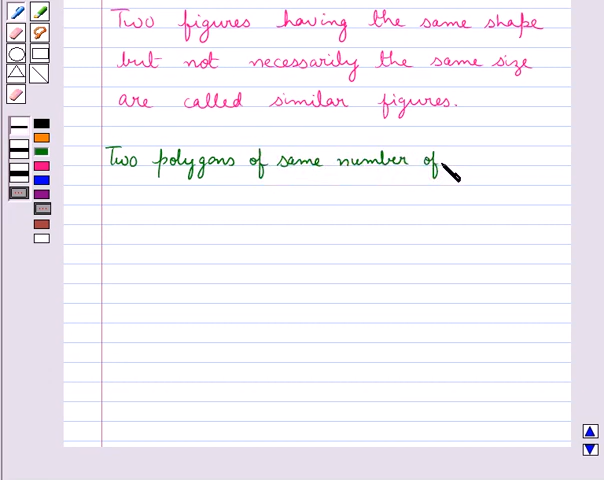 Two figures having the same shape
but not necessarily the same size
are called similar figures.
Two polygons of same number of